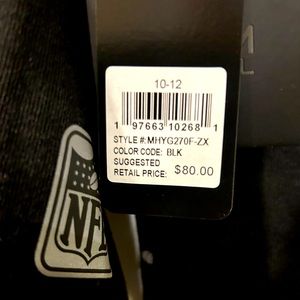 10-12
1 97663 10268 1
STYLE #:MHYG270F-ZX
COLOR CODE: BLK
SUGGESTED
RETAIL PRICE: $80.00
NFL